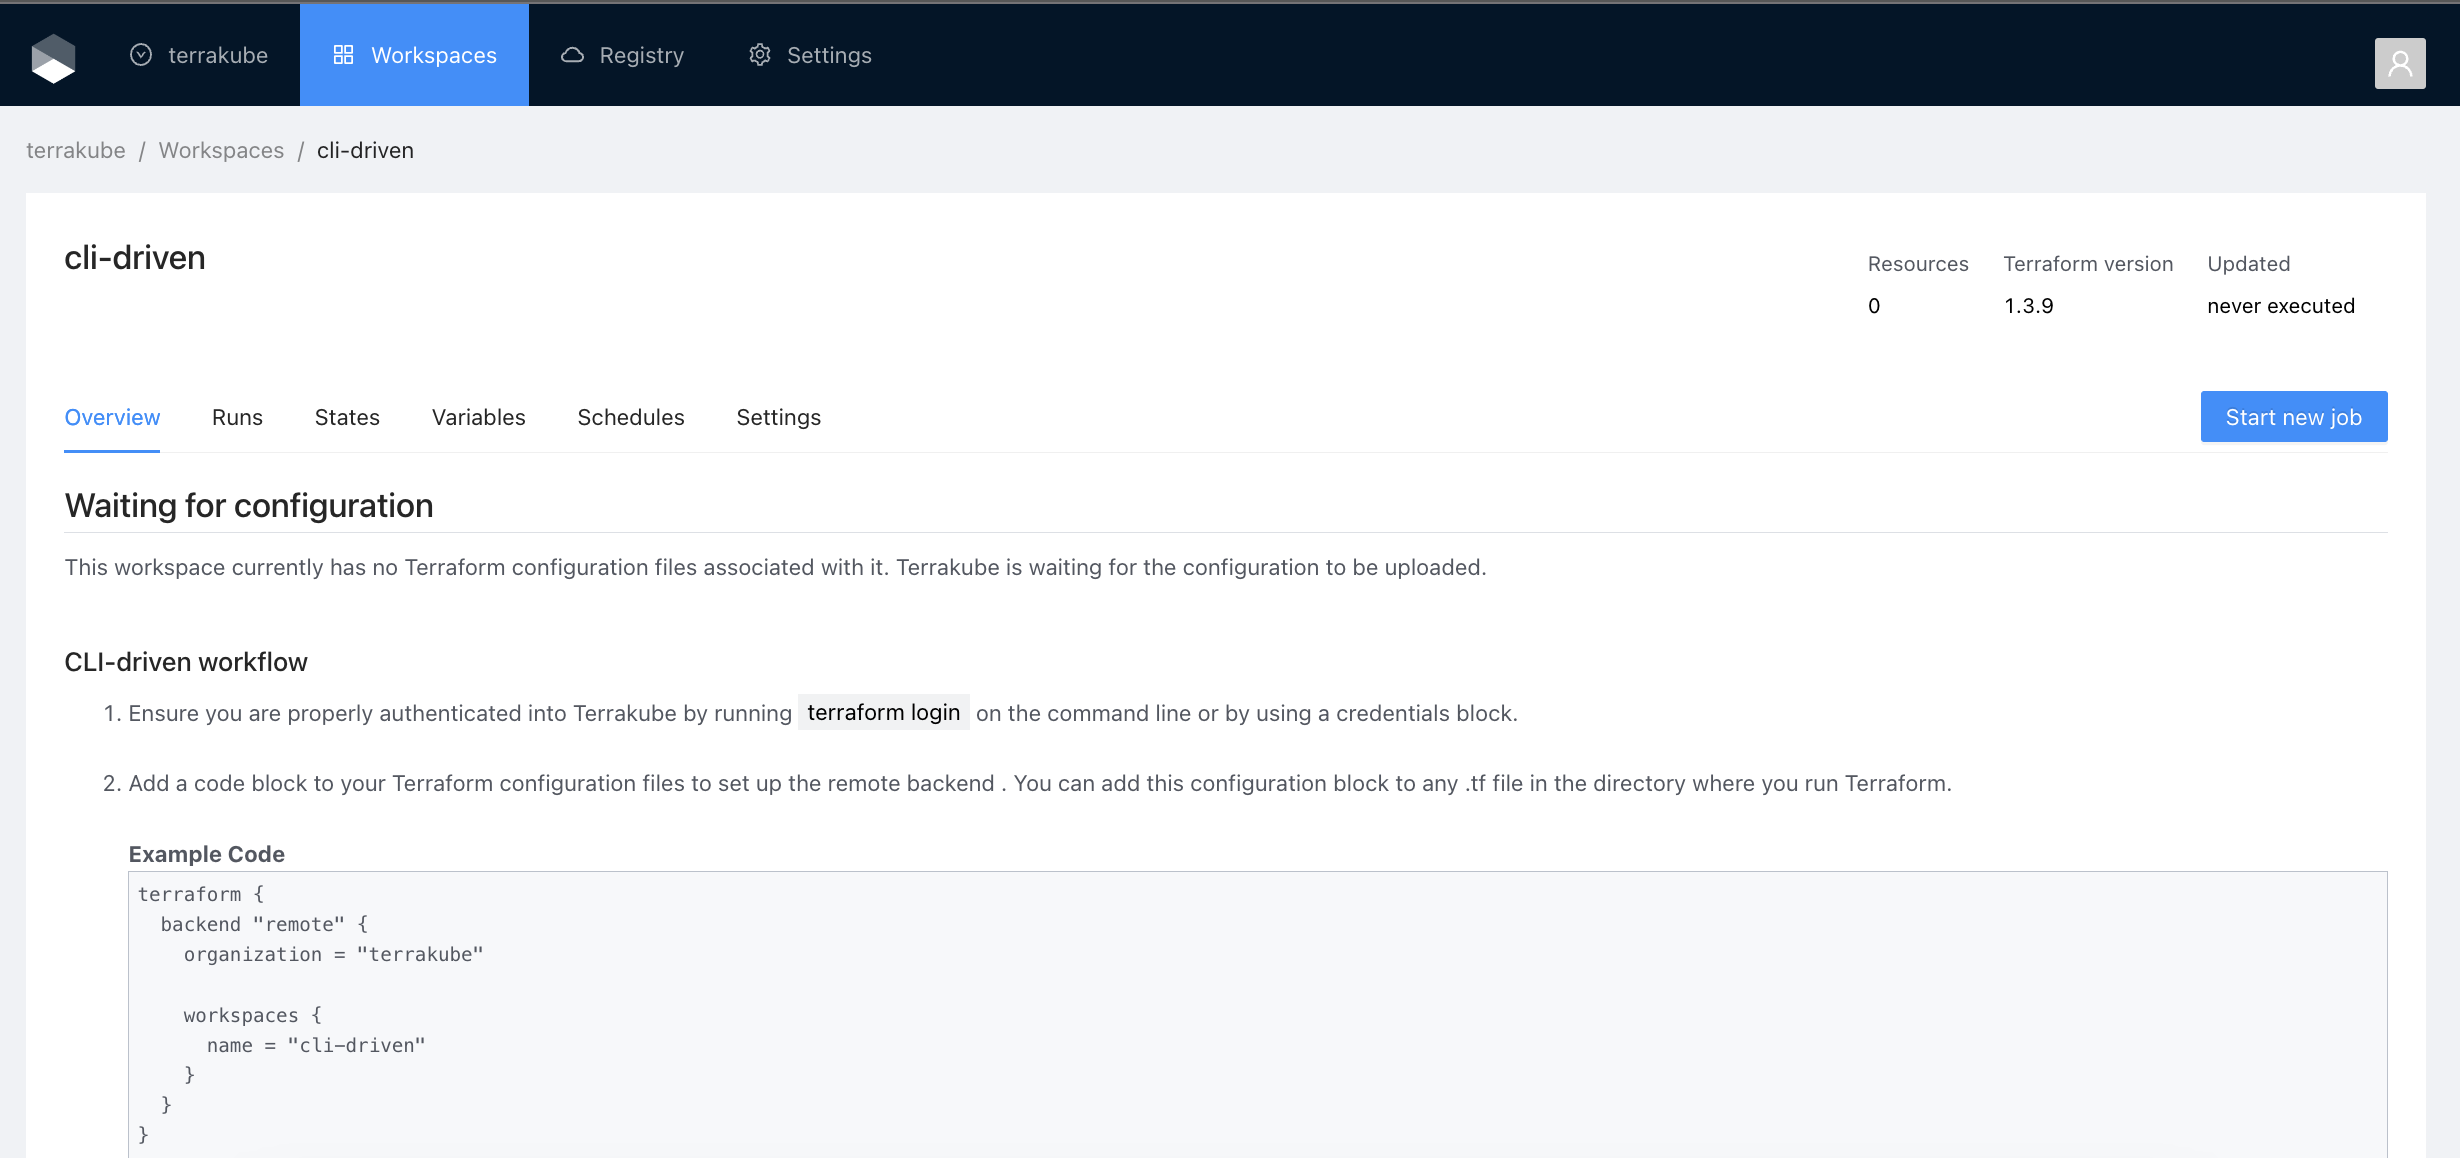 terrakube Workspaces Registry Settings
terrakube / Workspaces / cli-driven
cli-driven
Resources Terraform version Updated
0 1.3.9 never executed
Overview Runs States Variables Schedules Settings Start new job
Waiting for configuration
This workspace currently has no Terraform configuration files associated with it. Terrakube is waiting for the configuration to be uploaded.
CLI-driven workflow
1. Ensure you are properly authenticated into Terrakube by running terraform login on the command line or by using a credentials block.
2. Add a code block to your Terraform configuration files to set up the remote backend . You can add this configuration block to any .tf file in the directory where you run Terraform.
Example Code
terraform {
  backend "remote" {
    organization = "terrakube"
    workspaces {
      name = "cli-driven"
    }
  }
}